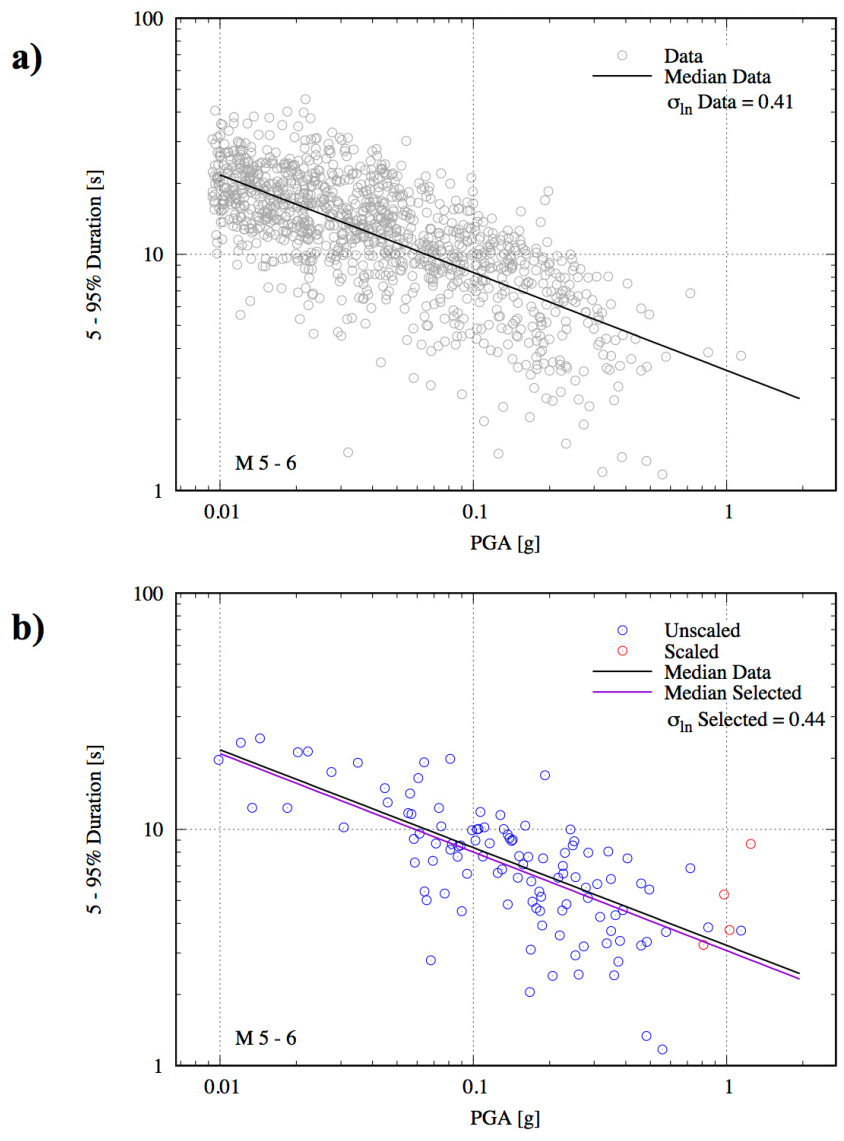 a)
100
10
1
5 - 95% Duration [s]
Data
Median Data
σln Data = 0.41
M 5 - 6
0.01
0.1
1
PGA [g]
b)
100
10
1
5 - 95% Duration [s]
Unscaled
Scaled
Median Data
Median Selected
σln Selected = 0.44
M 5 - 6
0.01
0.1
1
PGA [g]